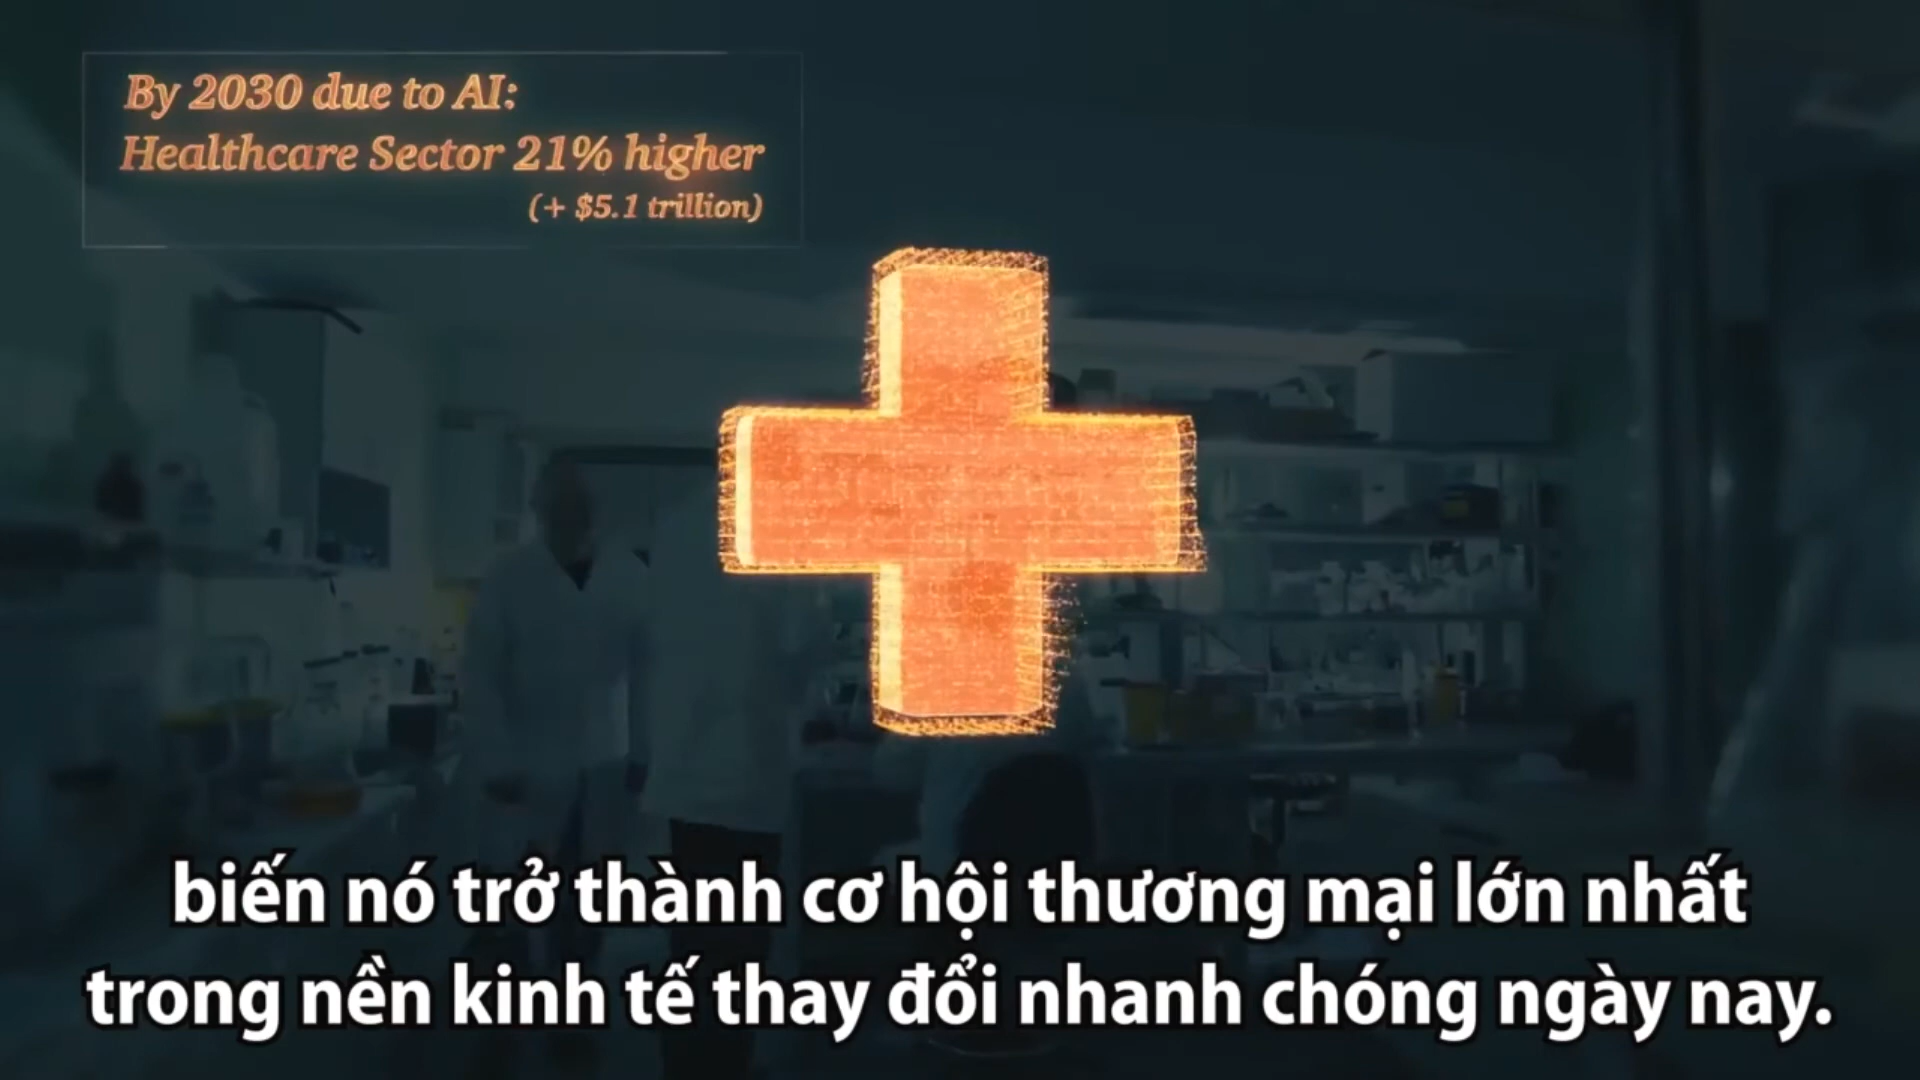 By 2030 due to AI:
Healthcare Sector 21% higher
(+ $5.1 trillion)
biến nó trở thành cơ hội thương mại lớn nhất
trong nền kinh tế thay đổi nhanh chóng ngày nay.